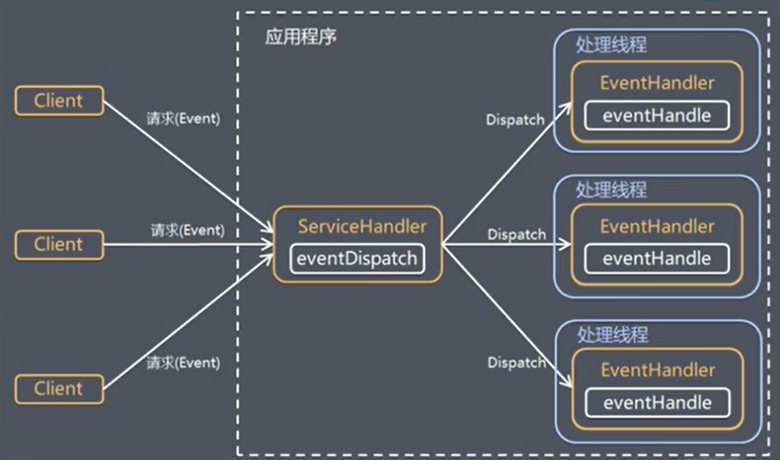 应用程序
Client
请求(Event)
Client
请求(Event)
Client
请求(Event)
ServiceHandler
eventDispatch
Dispatch
处理线程
EventHandler
eventHandle
Dispatch
处理线程
EventHandler
eventHandle
Dispatch
处理线程
EventHandler
eventHandle